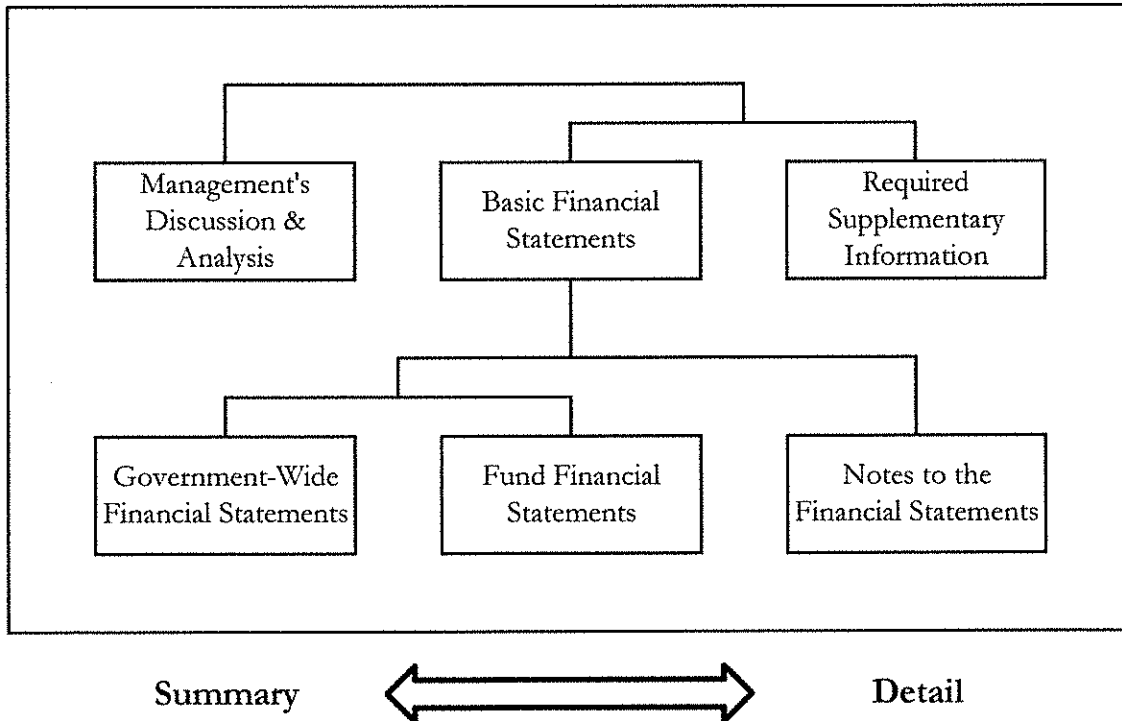 Management's
Discussion &
Analysis
Basic Financial
Statements
Required
Supplementary
Information
Government-Wide
Financial Statements
Fund Financial
Statements
Notes to the
Financial Statements
Summary
Detail